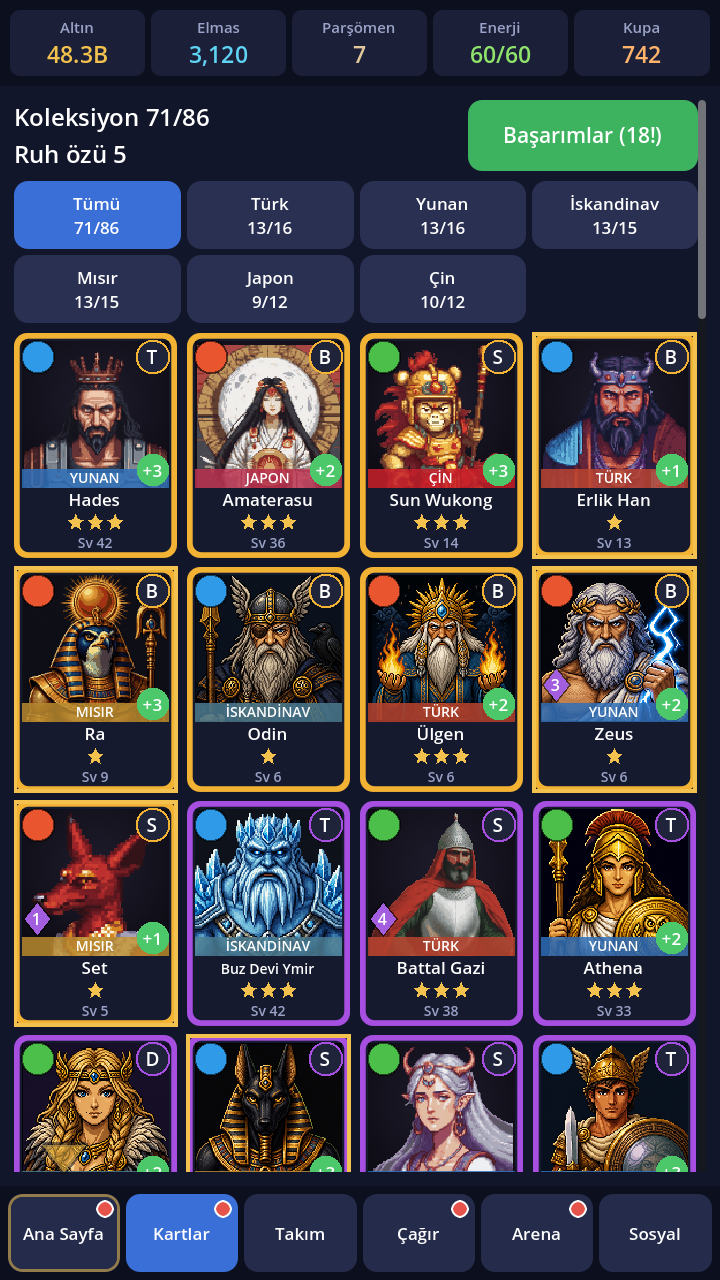 Altın
48.3B
Elmas
3,120
Parşömen
7
Enerji
60/60
Kupa
742
Koleksiyon 71/86
Ruh özü 5
Başarımlar (18!)
Tümü
71/86
Türk
13/16
Yunan
13/16
İskandinav
13/15
Mısır
13/15
Japon
9/12
Çin
10/12
T
YUNAN
+3
Hades
Sv 42
B
JAPON
+2
Amaterasu
Sv 36
S
ÇİN
+3
Sun Wukong
Sv 14
B
TÜRK
+1
Erlik Han
Sv 13
B
MISIR
+3
Ra
Sv 9
B
İSKANDİNAV
Odin
Sv 6
B
TÜRK
+2
Ülgen
Sv 6
B
3
YUNAN
+2
Zeus
Sv 6
S
1
MISIR
+1
Set
Sv 5
T
İSKANDİNAV
Buz Devi Ymir
Sv 42
S
4
TÜRK
Battal Gazi
Sv 38
T
YUNAN
+2
Athena
Sv 33
D
S
S
T
Ana Sayfa
Kartlar
Takım
Çağır
Arena
Sosyal